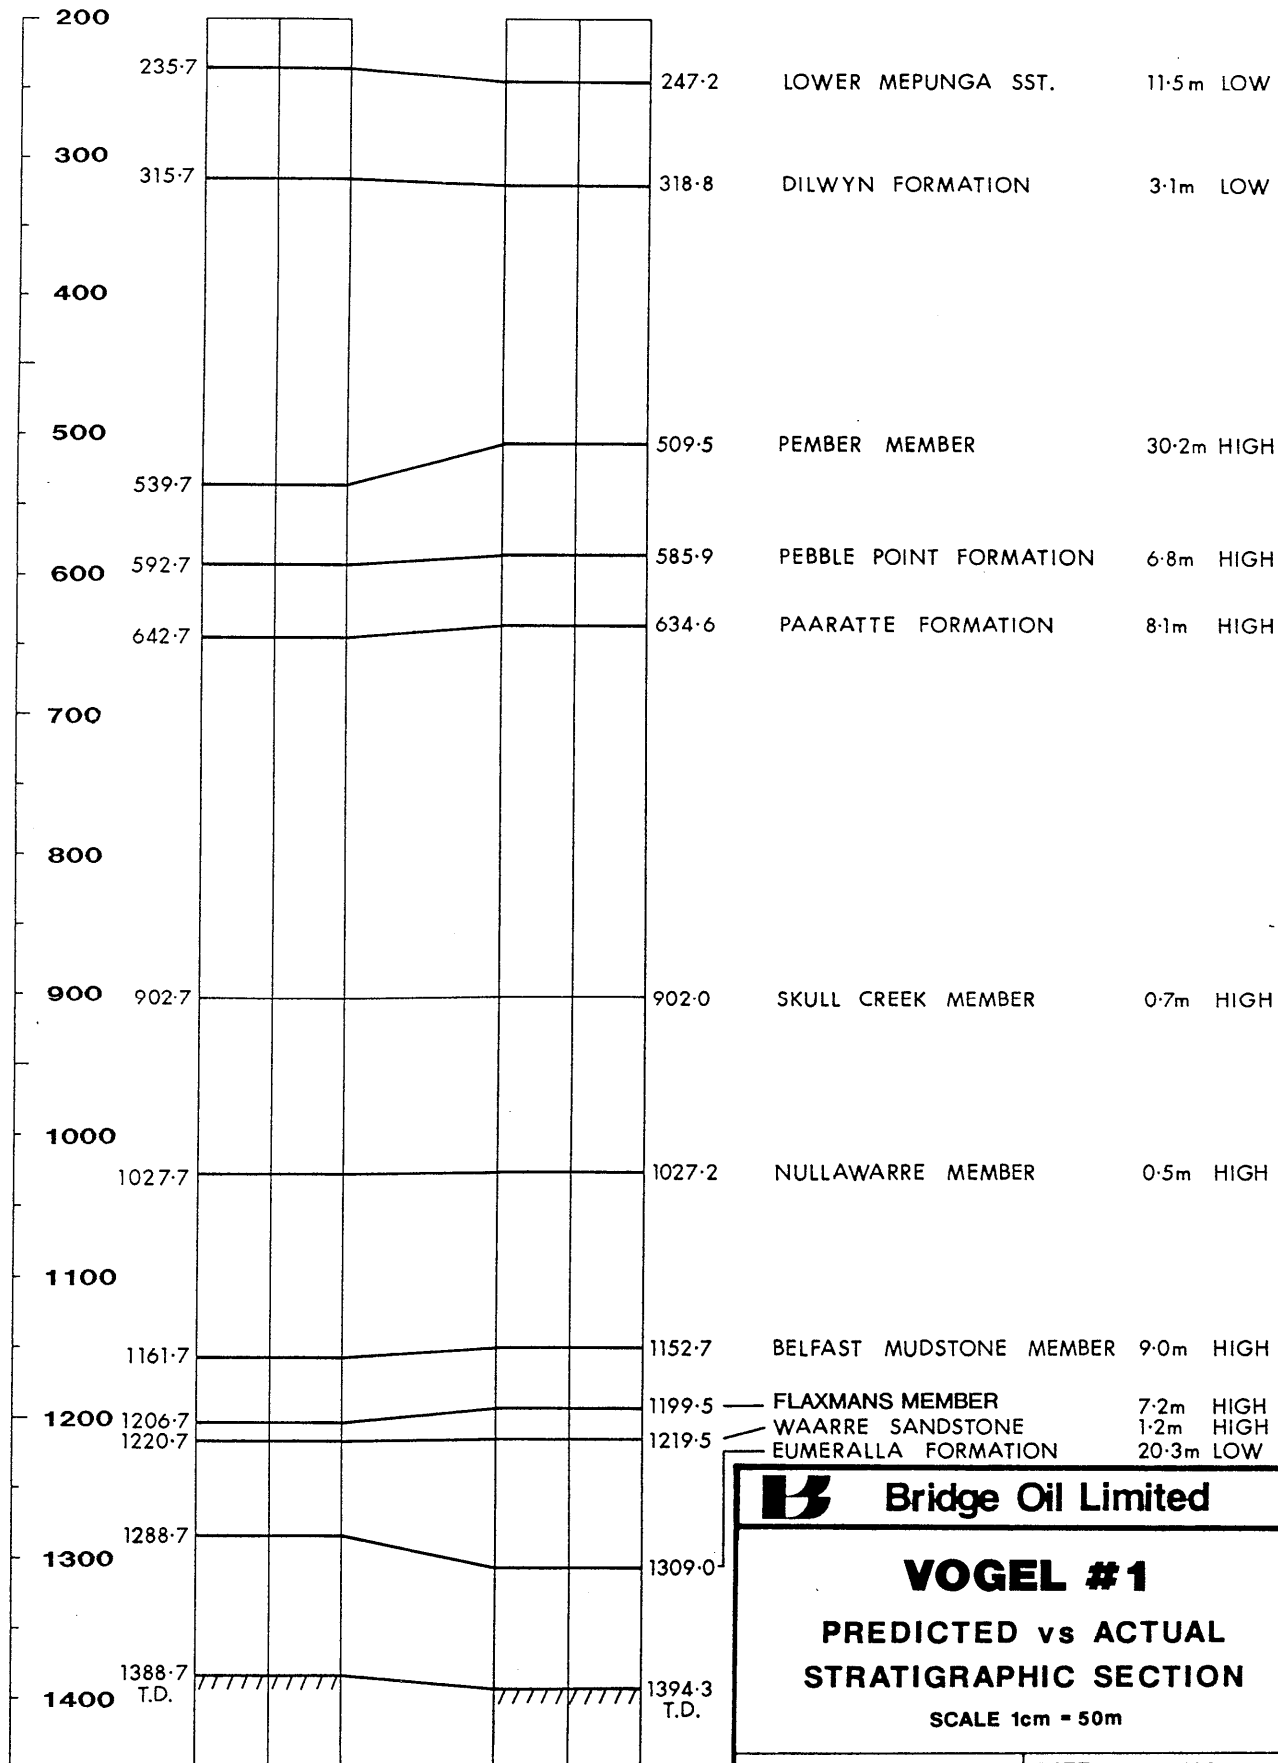 200
235·7 247·2 LOWER MEPUNGA SST. 11·5m LOW
300
315·7 318·8 DILWYN FORMATION 3·1m LOW
400
500
509·5 PEMBER MEMBER 30·2m HIGH
539·7
592·7 585·9 PEBBLE POINT FORMATION 6·8m HIGH
600
642·7 634·6 PAARATTE FORMATION 8·1m HIGH
700
800
900 902·7 902·0 SKULL CREEK MEMBER 0·7m HIGH
1000
1027·7 1027·2 NULLAWARRE MEMBER 0·5m HIGH
1100
1161·7 1152·7 BELFAST MUDSTONE MEMBER 9·0m HIGH
1199·5 FLAXMANS MEMBER 7·2m HIGH
1200 1206·7
1220·7 1219·5 WAARRE SANDSTONE 1·2m HIGH
EUMERALLA FORMATION 20·3m LOW
Bridge Oil Limited
1288·7
1300 1309·0
VOGEL #1
PREDICTED vs ACTUAL
STRATIGRAPHIC SECTION
SCALE 1cm = 50m
1388·7
T.D.
1394·3
T.D.
1400